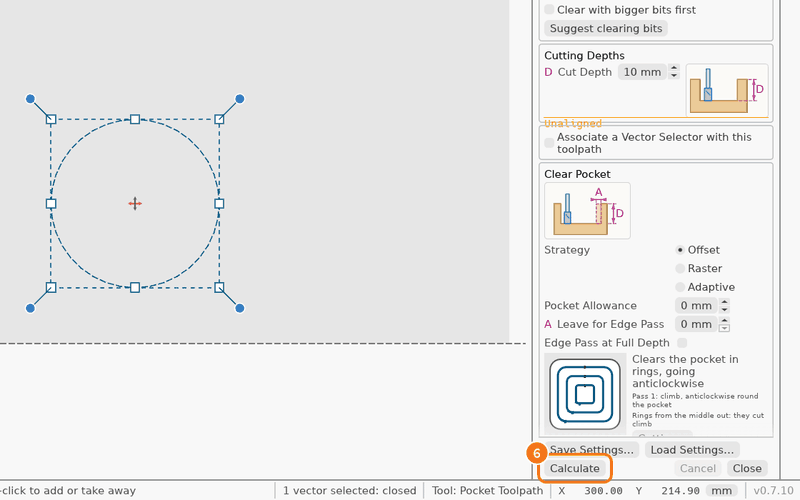 Clear with bigger bits first
Suggest clearing bits
Cutting Depths
D Cut Depth 10 mm
D
Unaligned
Associate a Vector Selector with this
toolpath
Clear Pocket
A
D
Strategy
Offset
Raster
Adaptive
Pocket Allowance 0 mm
A Leave for Edge Pass 0 mm
Edge Pass at Full Depth
Clears the pocket in
rings, going
anticlockwise
Pass 1: climb, anticlockwise round
the pocket
Rings from the middle out: they cut
climb
6
Save Settings... Load Settings...
Calculate Cancel Close
-click to add or take away 1 vector selected: closed Tool: Pocket Toolpath X 300.00 Y 214.90 mm v0.7.10